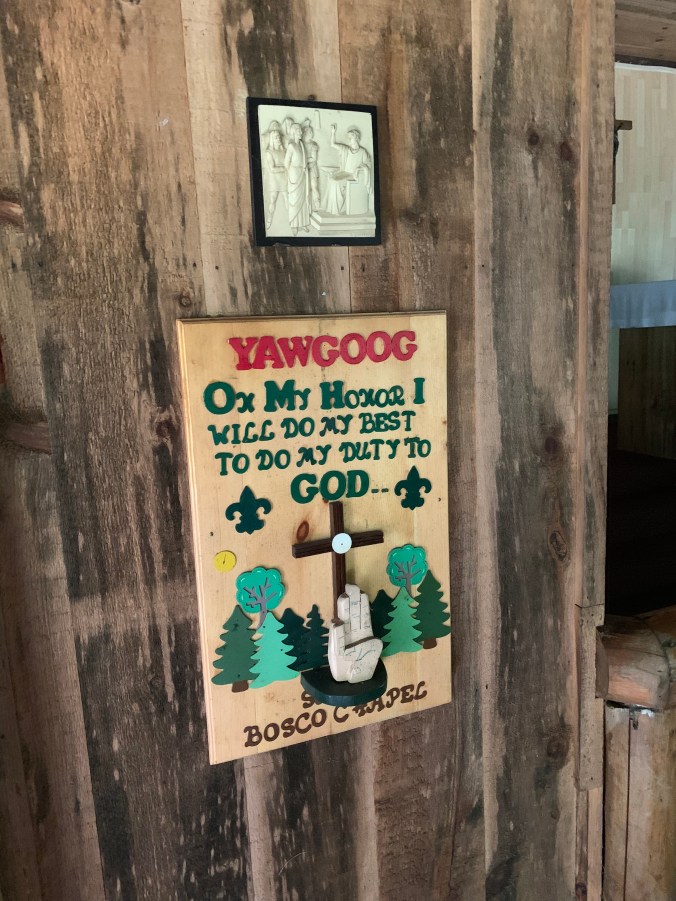 YAWGOOG
ON MY HONOR I
WILL DO MY BEST
TO DO MY DUTY TO
GOD--
BOSCO CHAPEL